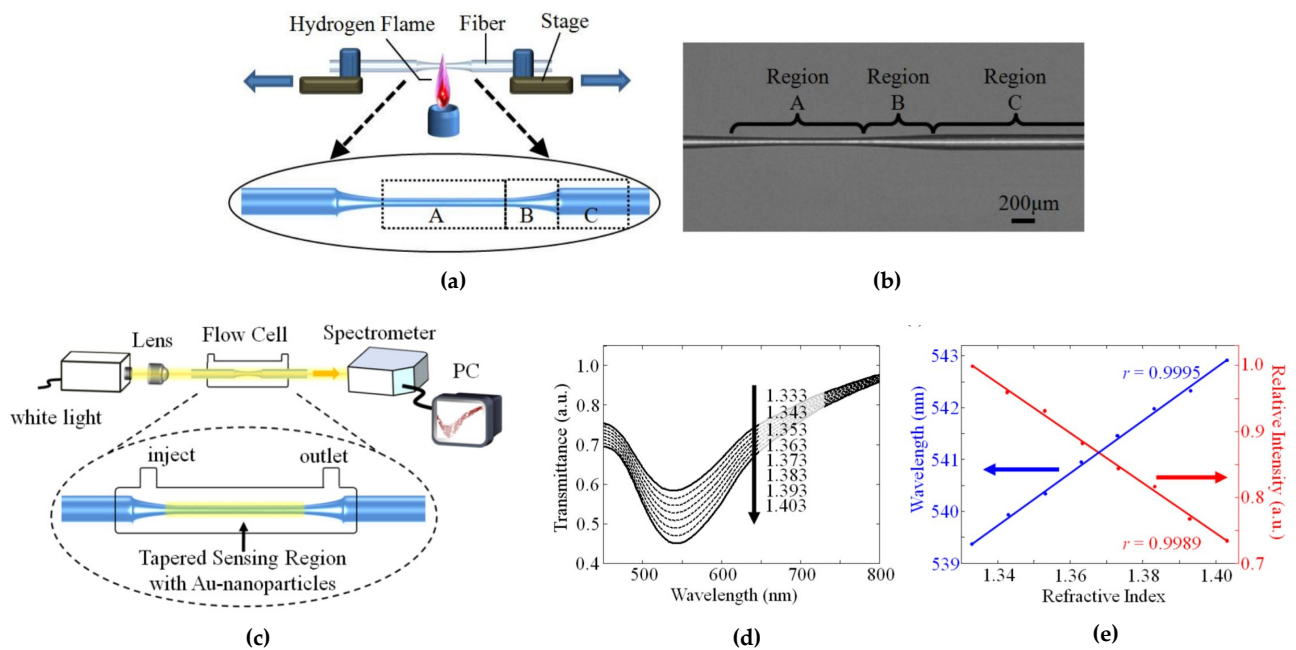 Hydrogen Flame
Fiber
Stage
A
B
C
(a)
Region
A
Region
B
Region
C
200μm
(b)
Lens
Flow Cell
Spectrometer
PC
white light
inject
outlet
Tapered Sensing Region
with Au-nanoparticles
(c)
1.0
0.9
0.8
0.7
0.6
0.5
0.4
Transmittance (a.u.)
1.333
1.343
1.353
1.363
1.373
1.383
1.393
1.403
500
600
700
800
Wavelength (nm)
(d)
543
542
541
540
539
Wavelength (nm)
r = 0.9995
r = 0.9989
1.0
0.9
0.8
0.7
Relative Intensity (a.u.)
1.34
1.36
1.38
1.40
Refractive Index
(e)